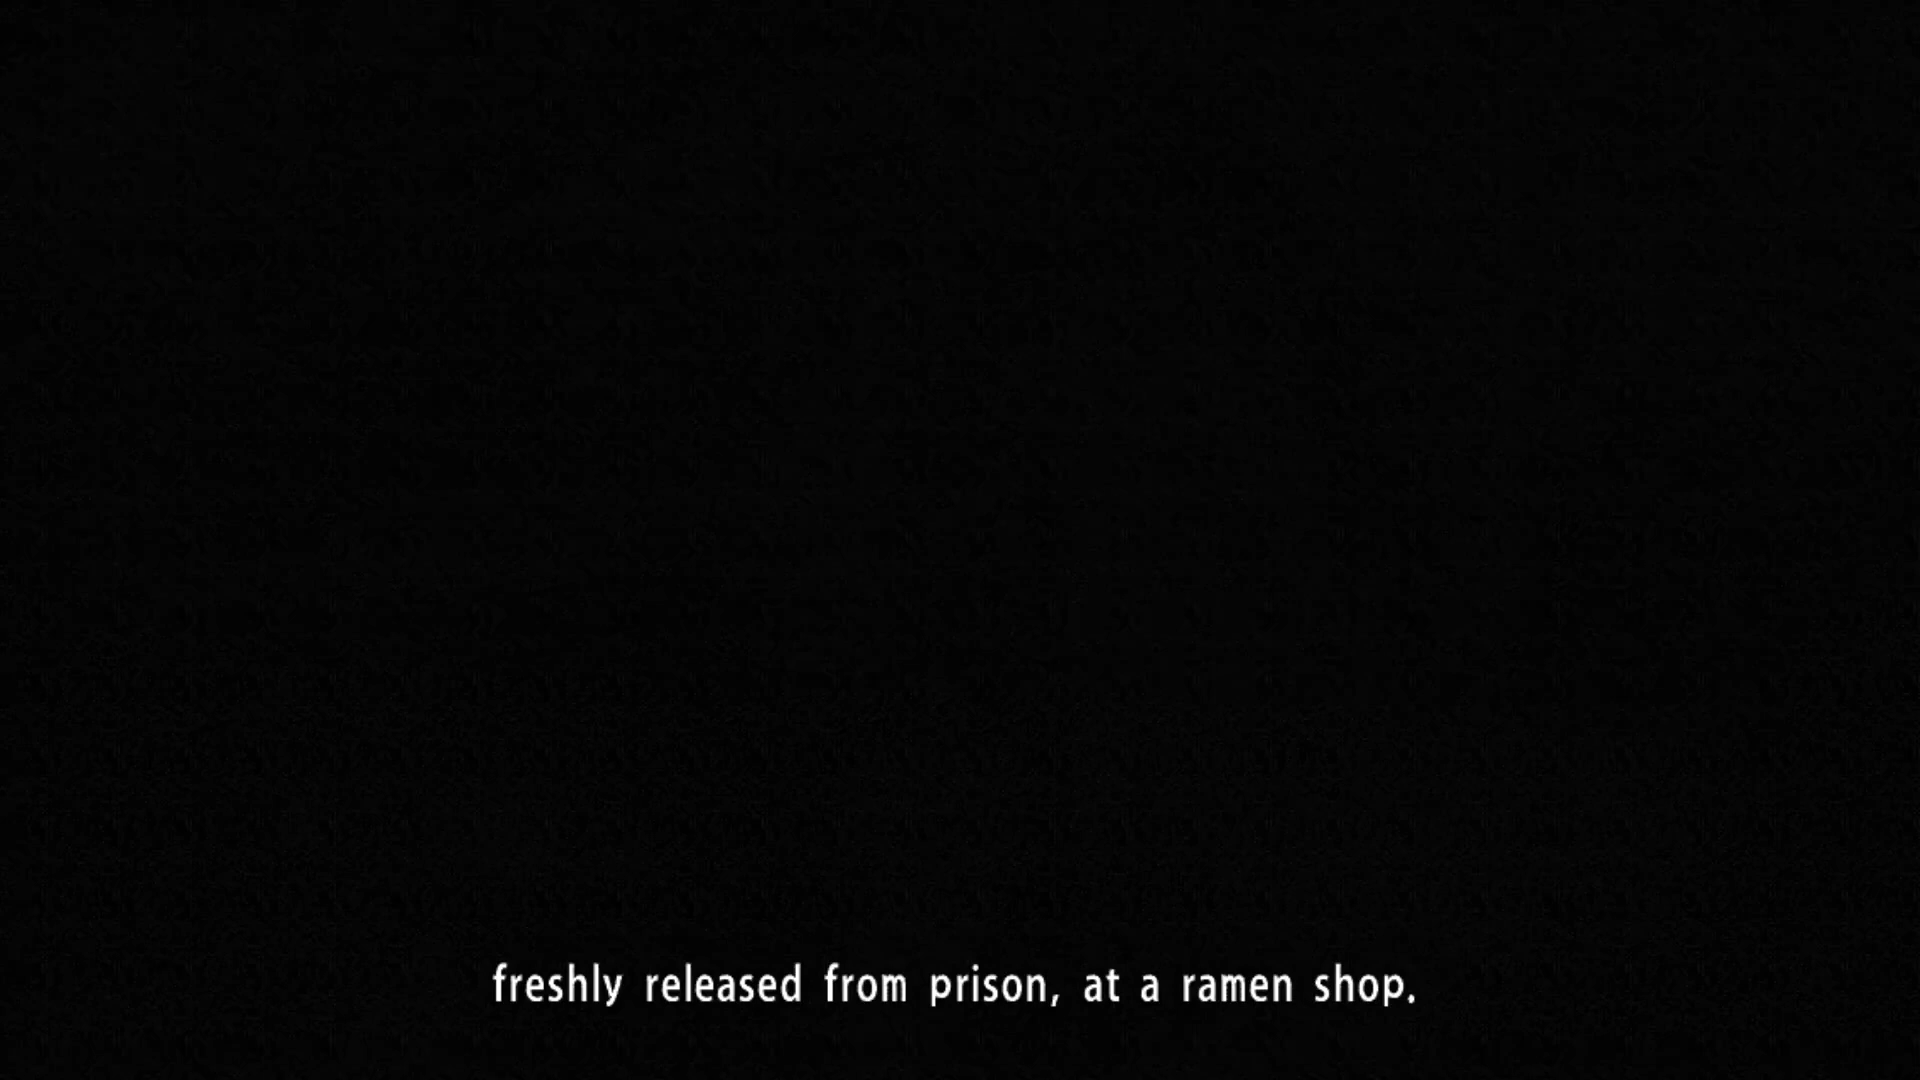 freshly released from prison, at a ramen shop.